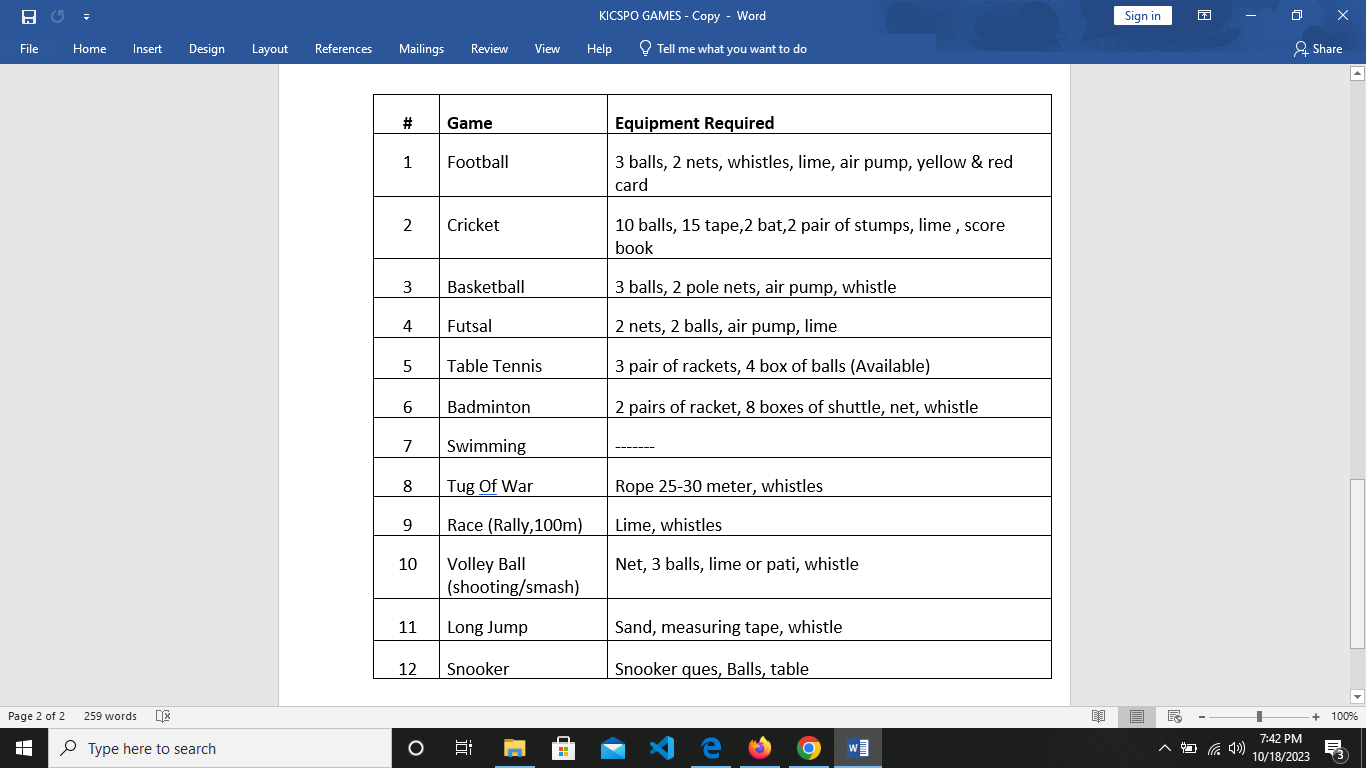 KICSPO GAMES - Copy - Word
Sign in
File Home Insert Design Layout References Mailings Review View Help Tell me what you want to do Share
# Game Equipment Required
1 Football 3 balls, 2 nets, whistles, lime, air pump, yellow & red
card
2 Cricket 10 balls, 15 tape,2 bat,2 pair of stumps, lime , score
book
3 Basketball 3 balls, 2 pole nets, air pump, whistle
4 Futsal 2 nets, 2 balls, air pump, lime
5 Table Tennis 3 pair of rackets, 4 box of balls (Available)
6 Badminton 2 pairs of racket, 8 boxes of shuttle, net, whistle
7 Swimming -------
8 Tug Of War Rope 25-30 meter, whistles
9 Race (Rally,100m) Lime, whistles
10 Volley Ball Net, 3 balls, lime or pati, whistle
(shooting/smash)
11 Long Jump Sand, measuring tape, whistle
12 Snooker Snooker ques, Balls, table
Page 2 of 2 259 words 100%
Type here to search
7:42 PM
10/18/2023
3